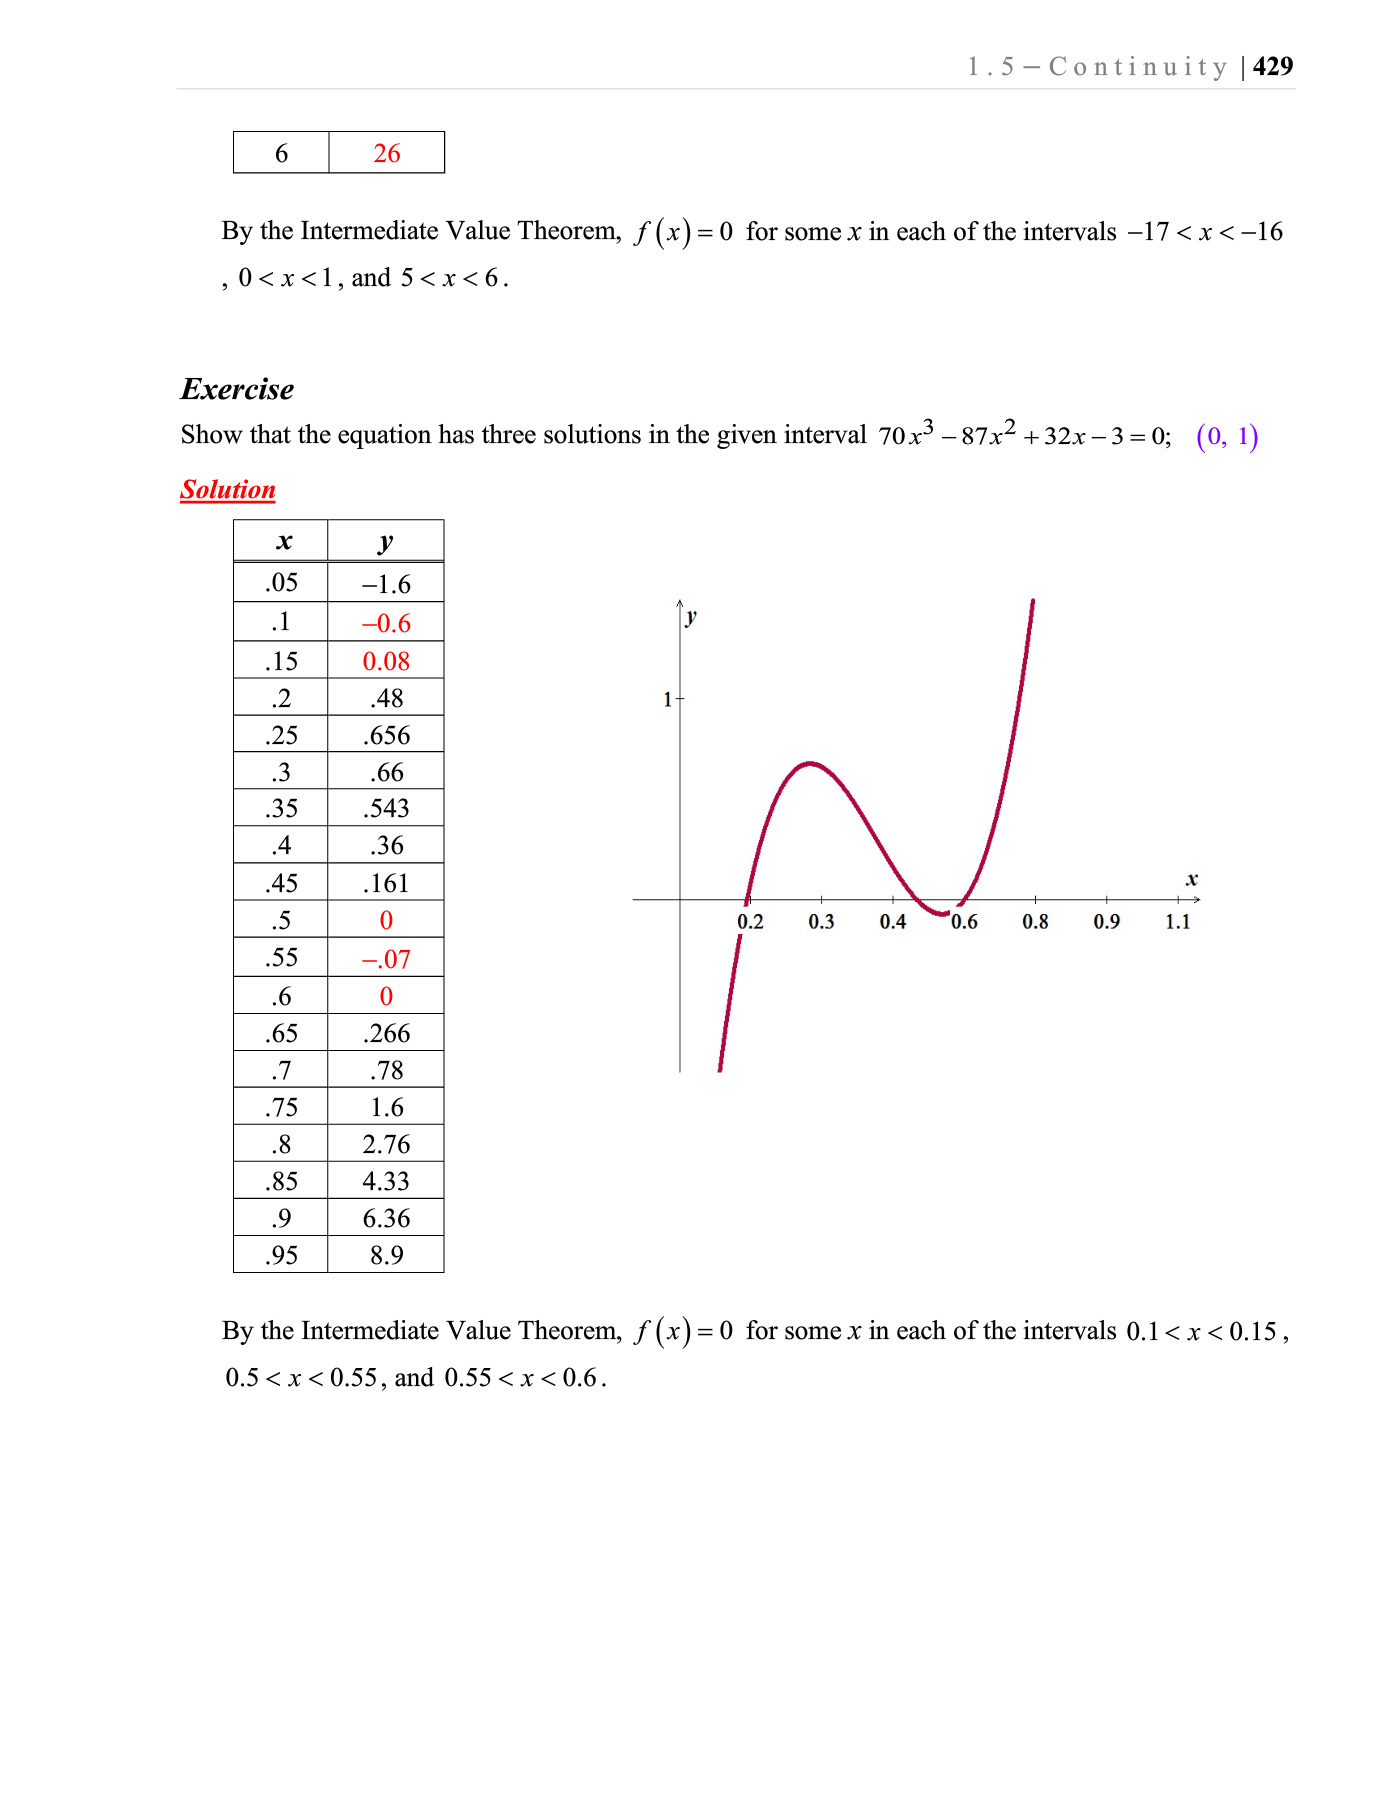 1.5 – Continuity | 429
6 26
By the Intermediate Value Theorem, f(x) = 0 for some x in each of the intervals −17 < x < −16
, 0 < x < 1, and 5 < x < 6.
Exercise
Show that the equation has three solutions in the given interval 70x³ − 87x² + 32x − 3 = 0; (0, 1)
Solution
x y
.05 −1.6
.1 −0.6
.15 0.08
.2 .48
.25 .656
.3 .66
.35 .543
.4 .36
.45 .161
.5 0
.55 −.07
.6 0
.65 .266
.7 .78
.75 1.6
.8 2.76
.85 4.33
.9 6.36
.95 8.9
y
1
x
0.2 0.3 0.4 0.6 0.8 0.9 1.1
By the Intermediate Value Theorem, f(x) = 0 for some x in each of the intervals 0.1 < x < 0.15,
0.5 < x < 0.55, and 0.55 < x < 0.6.